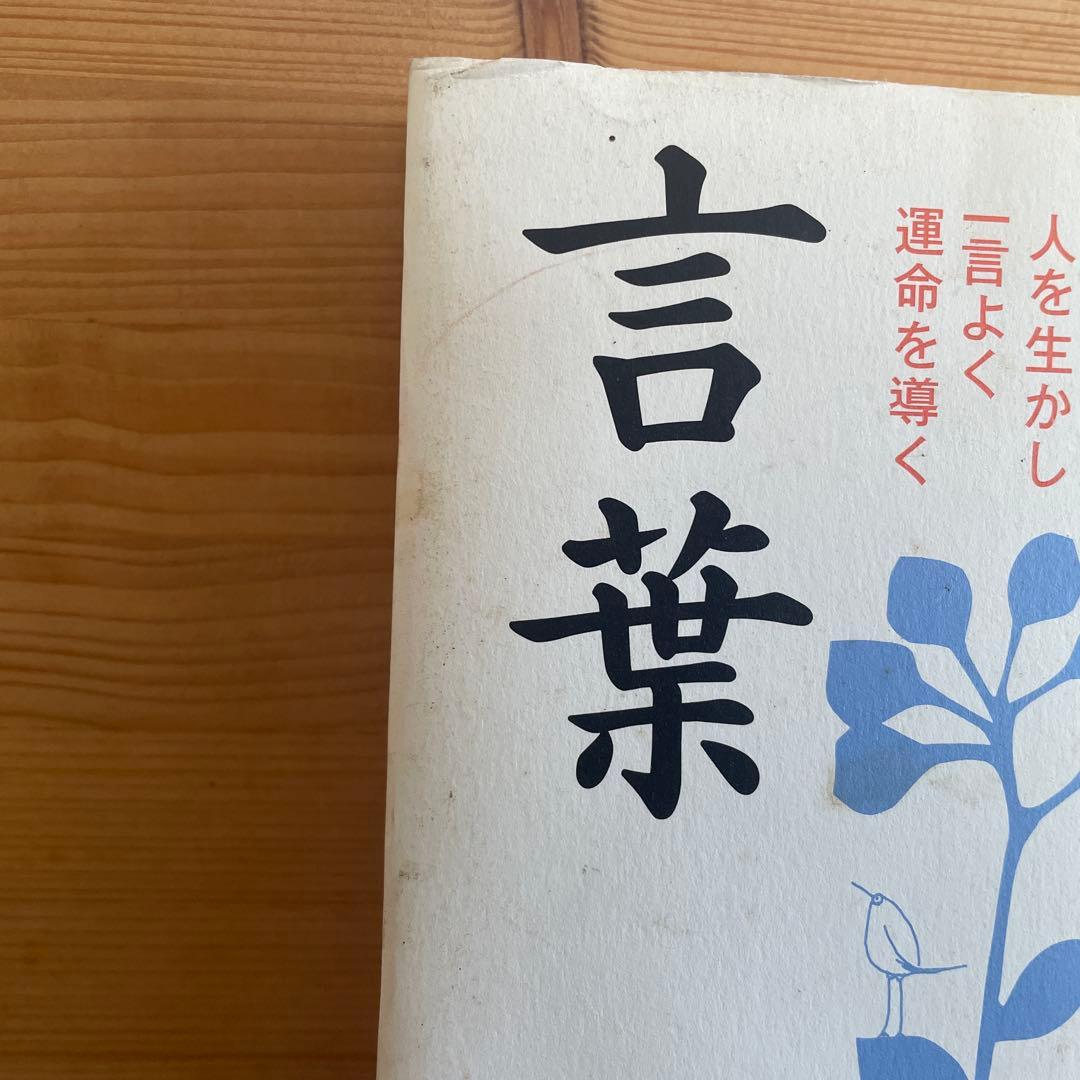 人を生かし
一言よく
運命を導く
言葉